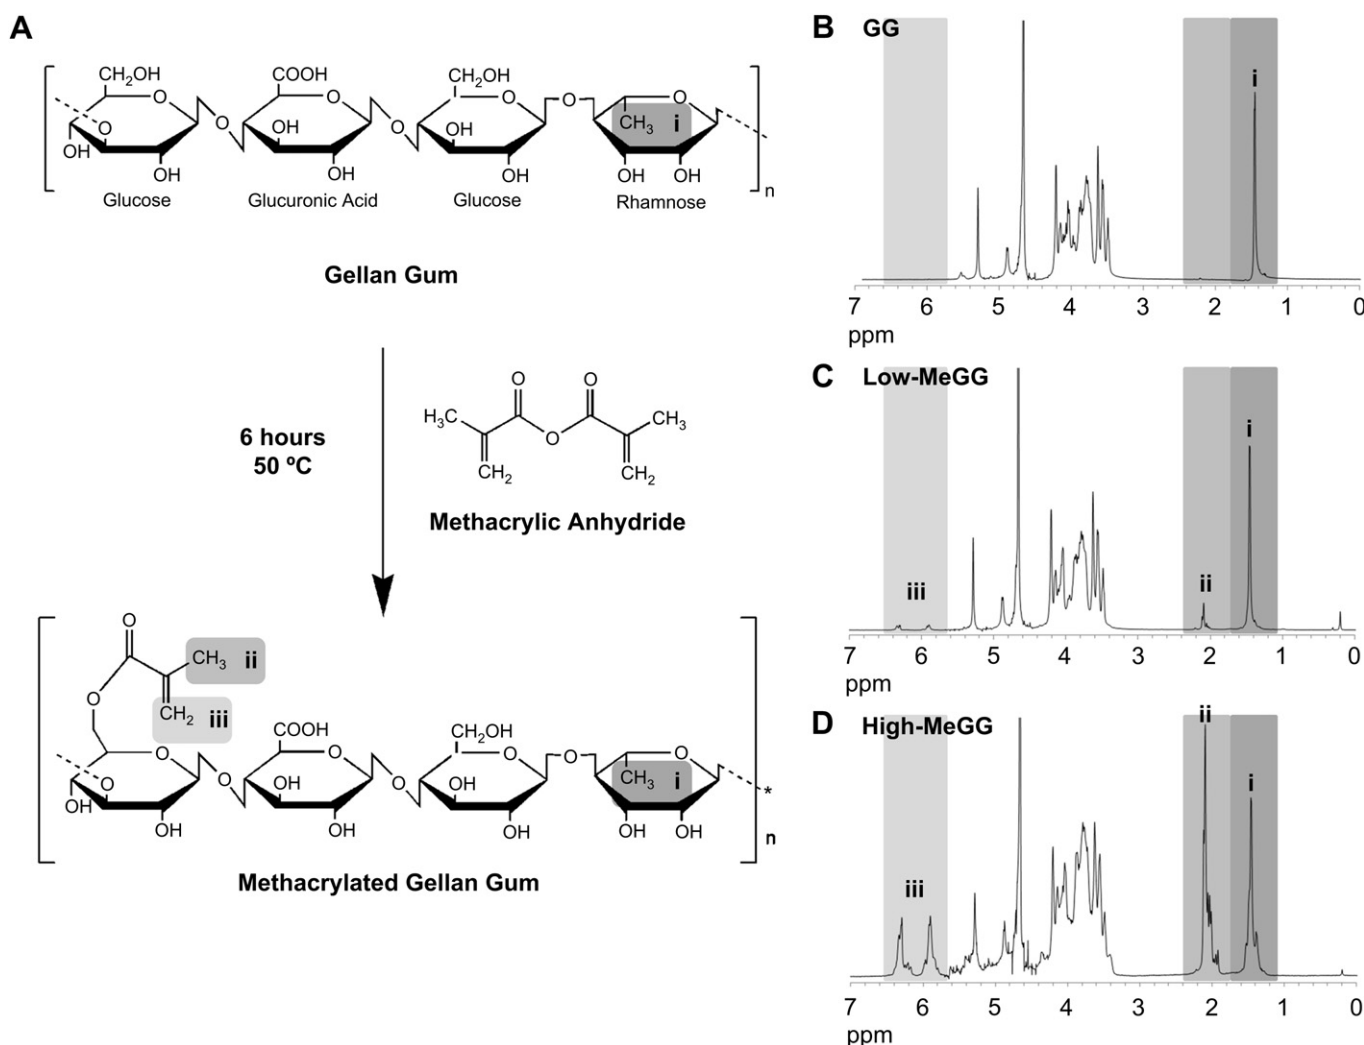 A
CH₂OH
COOH
CH₂OH
O
O
O
O
O
O
O
O
CH₃ i
OH
OH
OH
OH
OH
OH
OH
OH
n
Glucose
Glucuronic Acid
Glucose
Rhamnose
Gellan Gum
6 hours
50 ºC
O
O
H₃C
CH₃
O
CH₂
CH₂
Methacrylic Anhydride
O
CH₃ ii
O
CH₂ iii
COOH
CH₂OH
O
O
O
O
O
O
O
O
CH₃ i
OH
OH
OH
OH
OH
OH
OH
OH
*
n
Methacrylated Gellan Gum
B GG
i
7 6 5 4 3 2 1 0
ppm
C Low-MeGG
iii
ii
i
7 6 5 4 3 2 1 0
ppm
D High-MeGG
iii
ii
i
7 6 5 4 3 2 1 0
ppm